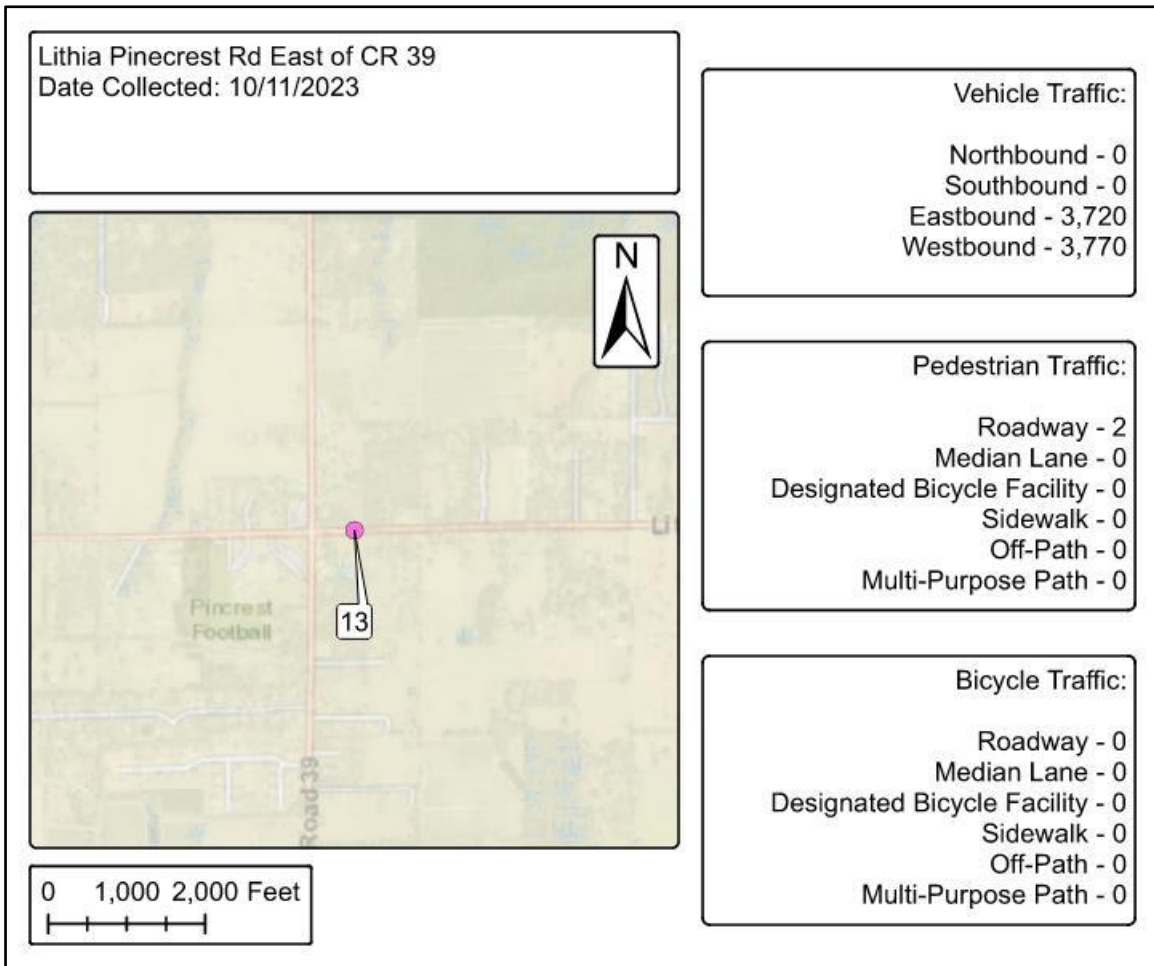 Lithia Pinecrest Rd East of CR 39
Date Collected: 10/11/2023
Vehicle Traffic:
Northbound - 0
Southbound - 0
Eastbound - 3,720
Westbound - 3,770
N
Lit
Pincrest
Football
13
Road 39
0 1,000 2,000 Feet
Pedestrian Traffic:
Roadway - 2
Median Lane - 0
Designated Bicycle Facility - 0
Sidewalk - 0
Off-Path - 0
Multi-Purpose Path - 0
Bicycle Traffic:
Roadway - 0
Median Lane - 0
Designated Bicycle Facility - 0
Sidewalk - 0
Off-Path - 0
Multi-Purpose Path - 0